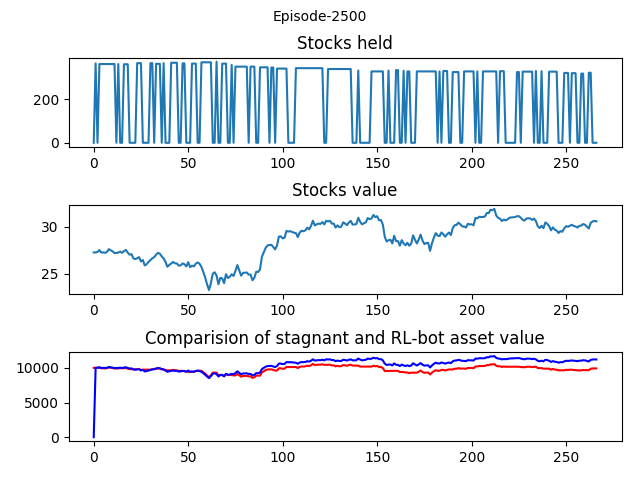 Episode-2500
Stocks held
200
0
0 50 100 150 200 250
Stocks value
30
25
0 50 100 150 200 250
Comparision of stagnant and RL-bot asset value
10000
5000
0
0 50 100 150 200 250